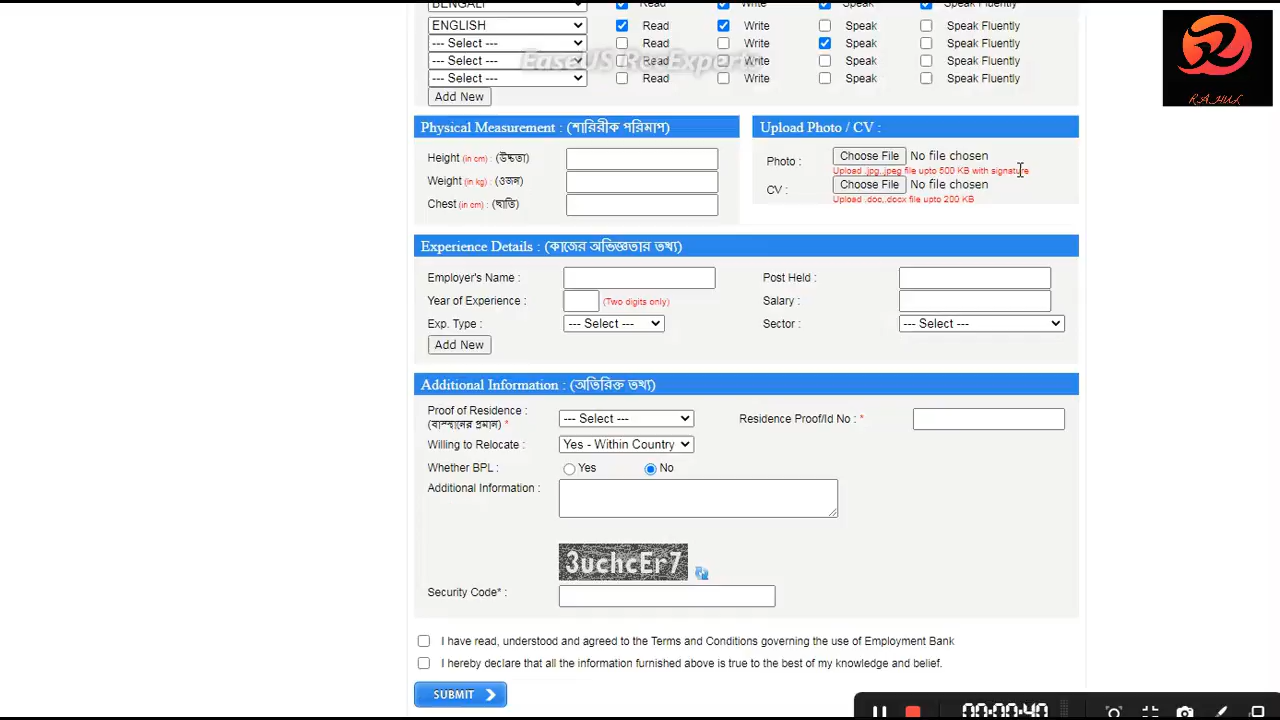 BENGALI Read Write Speak Speak Fluently
ENGLISH Read Write Speak Speak Fluently
--- Select --- Read Write Speak Speak Fluently
--- Select --- Read Write Speak Speak Fluently
--- Select --- Read Write Speak Speak Fluently
Add New
RAHUL
Physical Measurement : (শারিরীক পরিমাপ)
Height (in cm) : (উচ্চতা)
Weight (in kg) : (ওজন)
Chest (in cm) : (ছাতি)
Upload Photo / CV :
Photo : Choose File No file chosen
Upload .jpg,.jpeg file upto 500 KB with signature
CV : Choose File No file chosen
Upload .doc,.docx file upto 200 KB
Experience Details : (কাজের অভিজ্ঞতার তথ্য)
Employer's Name : Post Held :
Year of Experience : (Two digits only) Salary :
Exp. Type : --- Select --- Sector : --- Select ---
Add New
Additional Information : (অতিরিক্ত তথ্য)
Proof of Residence : --- Select --- Residence Proof/Id No : *
(বাসস্থানের প্রমান) *
Willing to Relocate : Yes - Within Country
Whether BPL : Yes No
Additional Information :
3uchcEr7
Security Code* :
I have read, understood and agreed to the Terms and Conditions governing the use of Employment Bank
I hereby declare that all the information furnished above is true to the best of my knowledge and belief.
SUBMIT
00:00:40